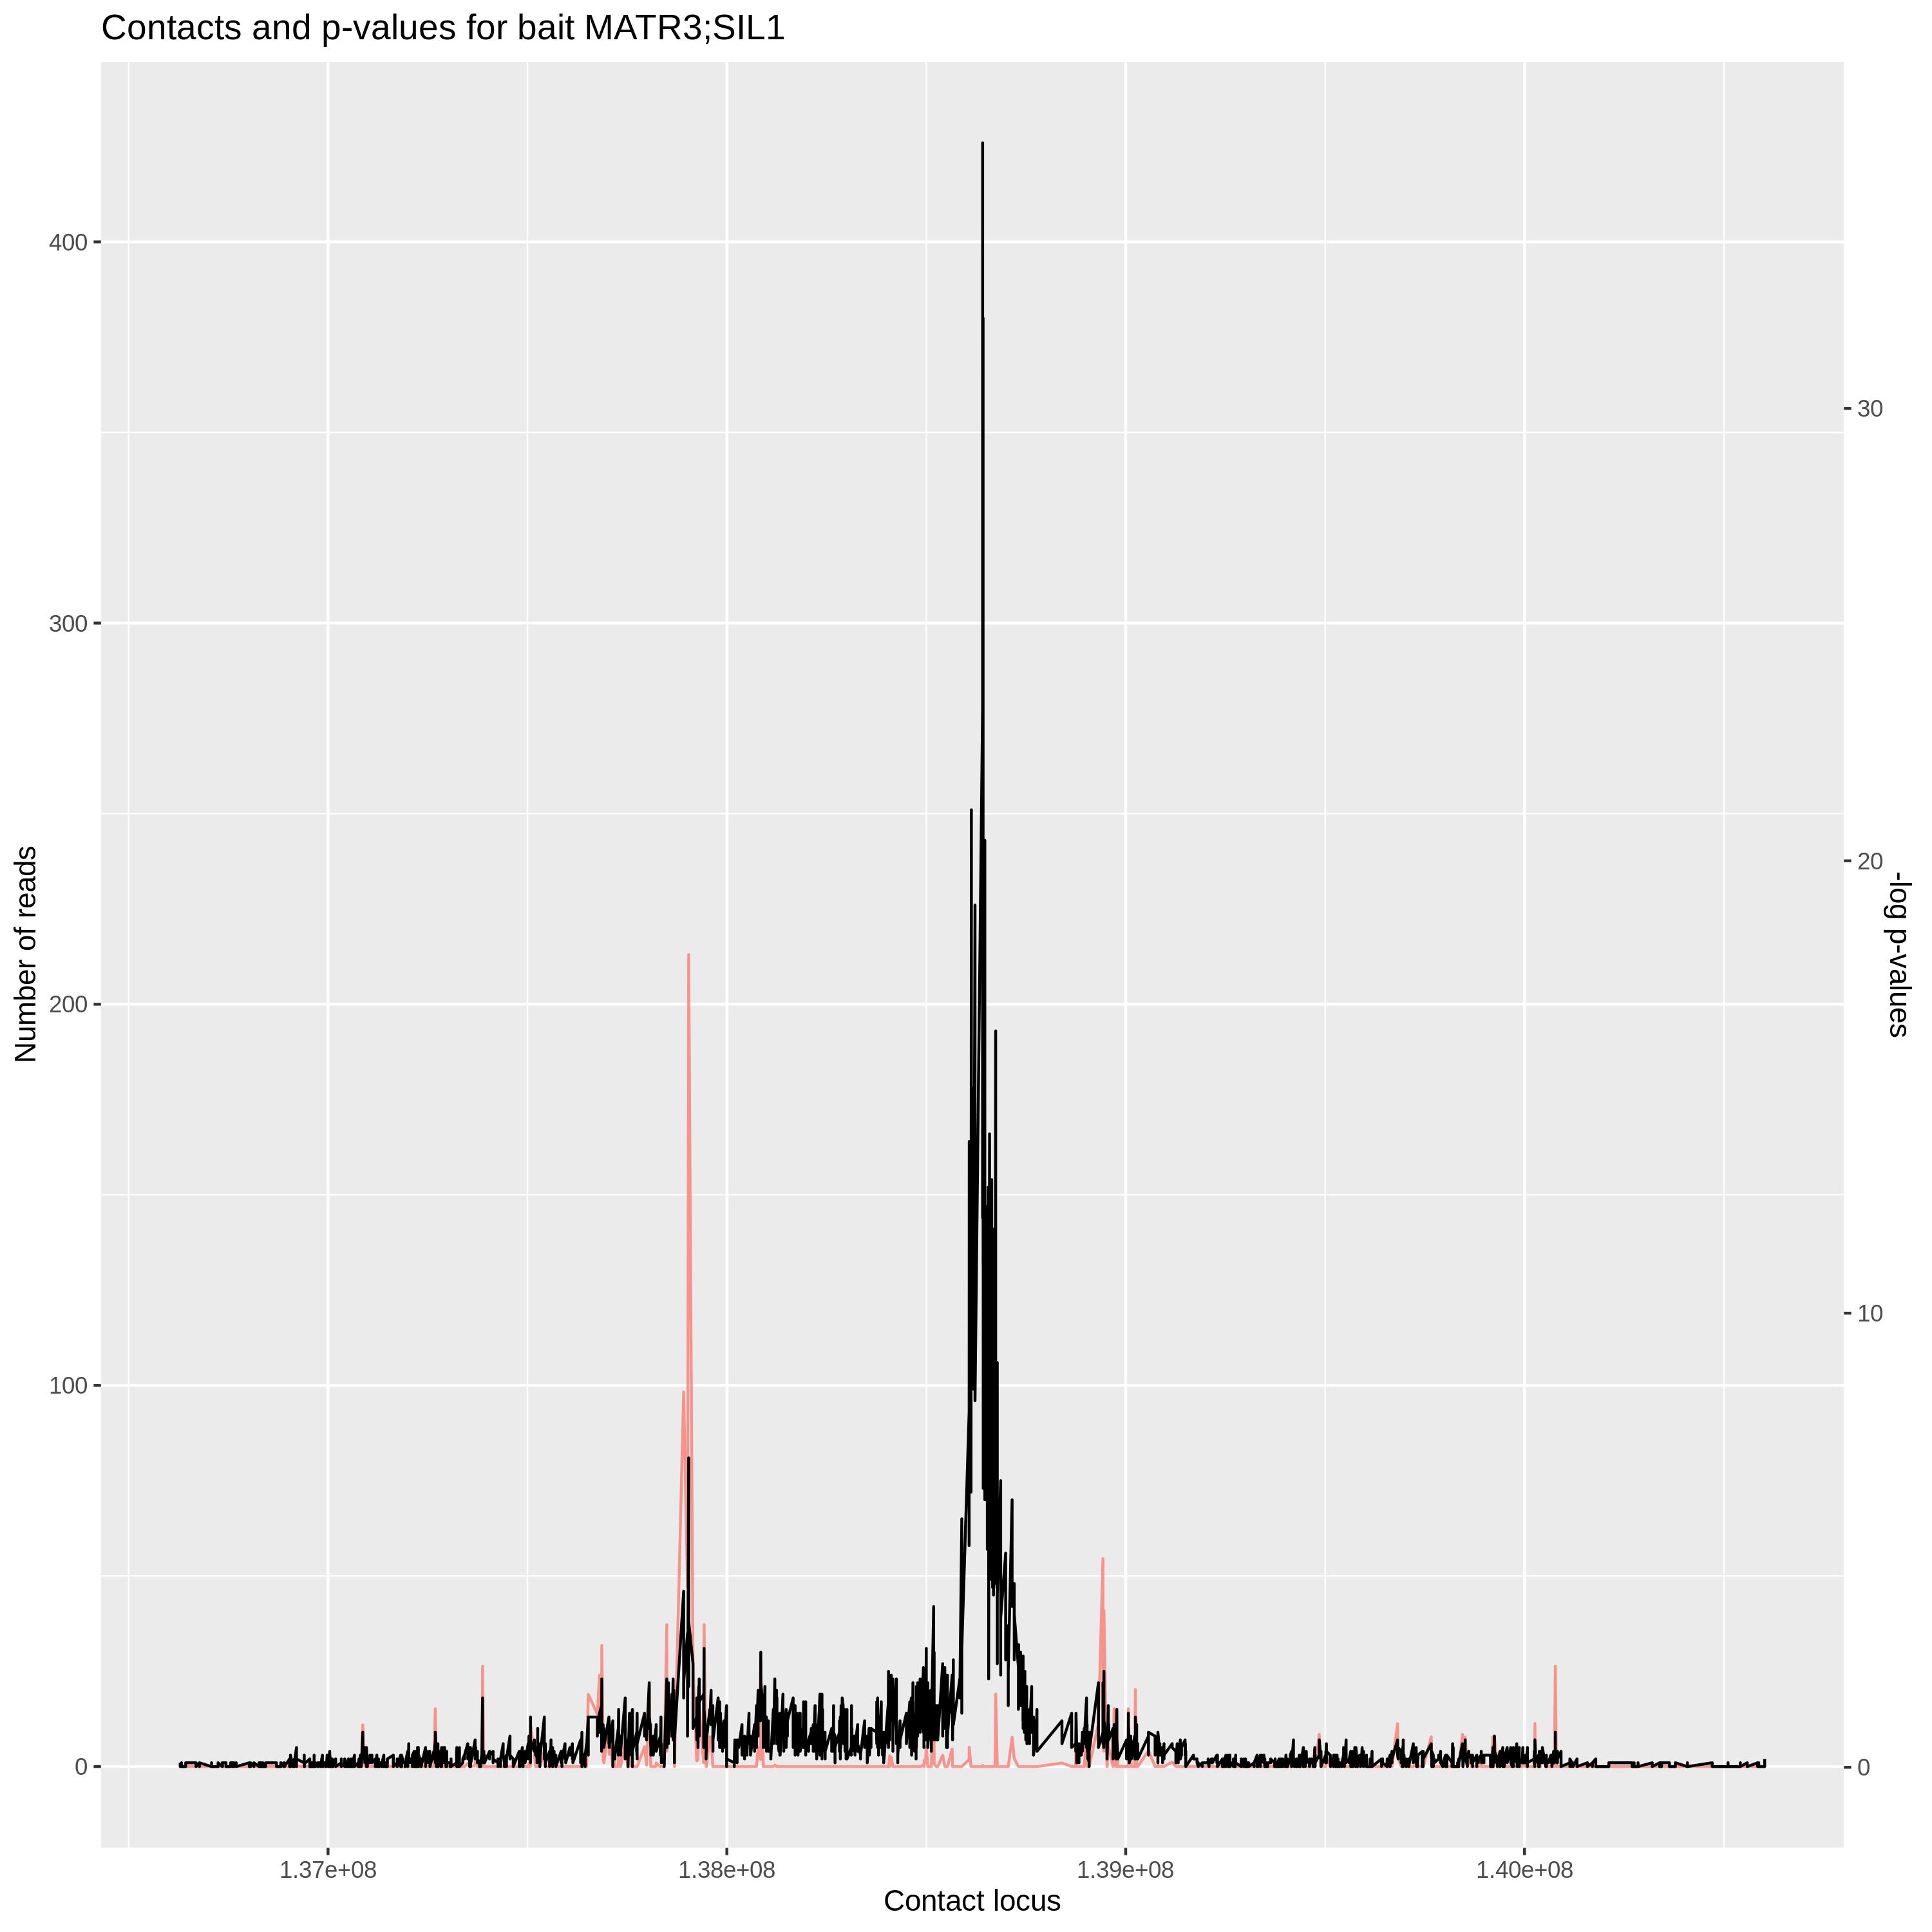 Contacts and p-values for bait MATR3;SIL1
Number of reads
400
300
200
100
0
30
20
10
0
-log p-values
1.37e+08
1.38e+08
1.39e+08
1.40e+08
Contact locus